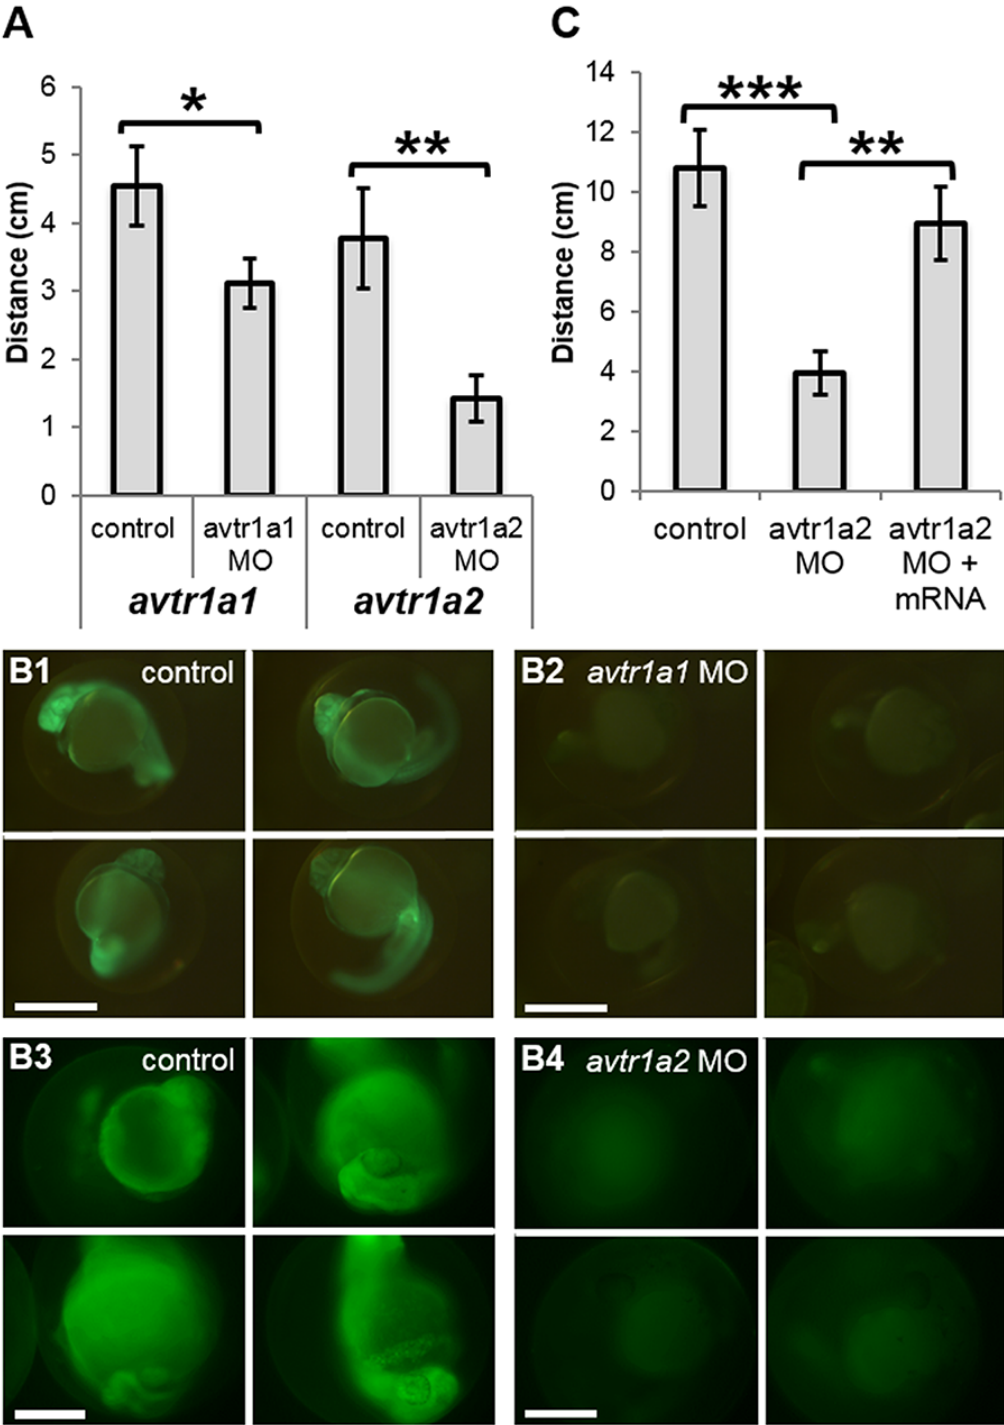 A
6
5
4
3
2
1
0
Distance (cm)
*
**
control
avtr1a1
MO
control
avtr1a2
MO
avtr1a1
avtr1a2
C
14
12
10
8
6
4
2
0
Distance (cm)
***
**
control
avtr1a2
MO
avtr1a2
MO +
mRNA
B1 control
B2 avtr1a1 MO
B3 control
B4 avtr1a2 MO